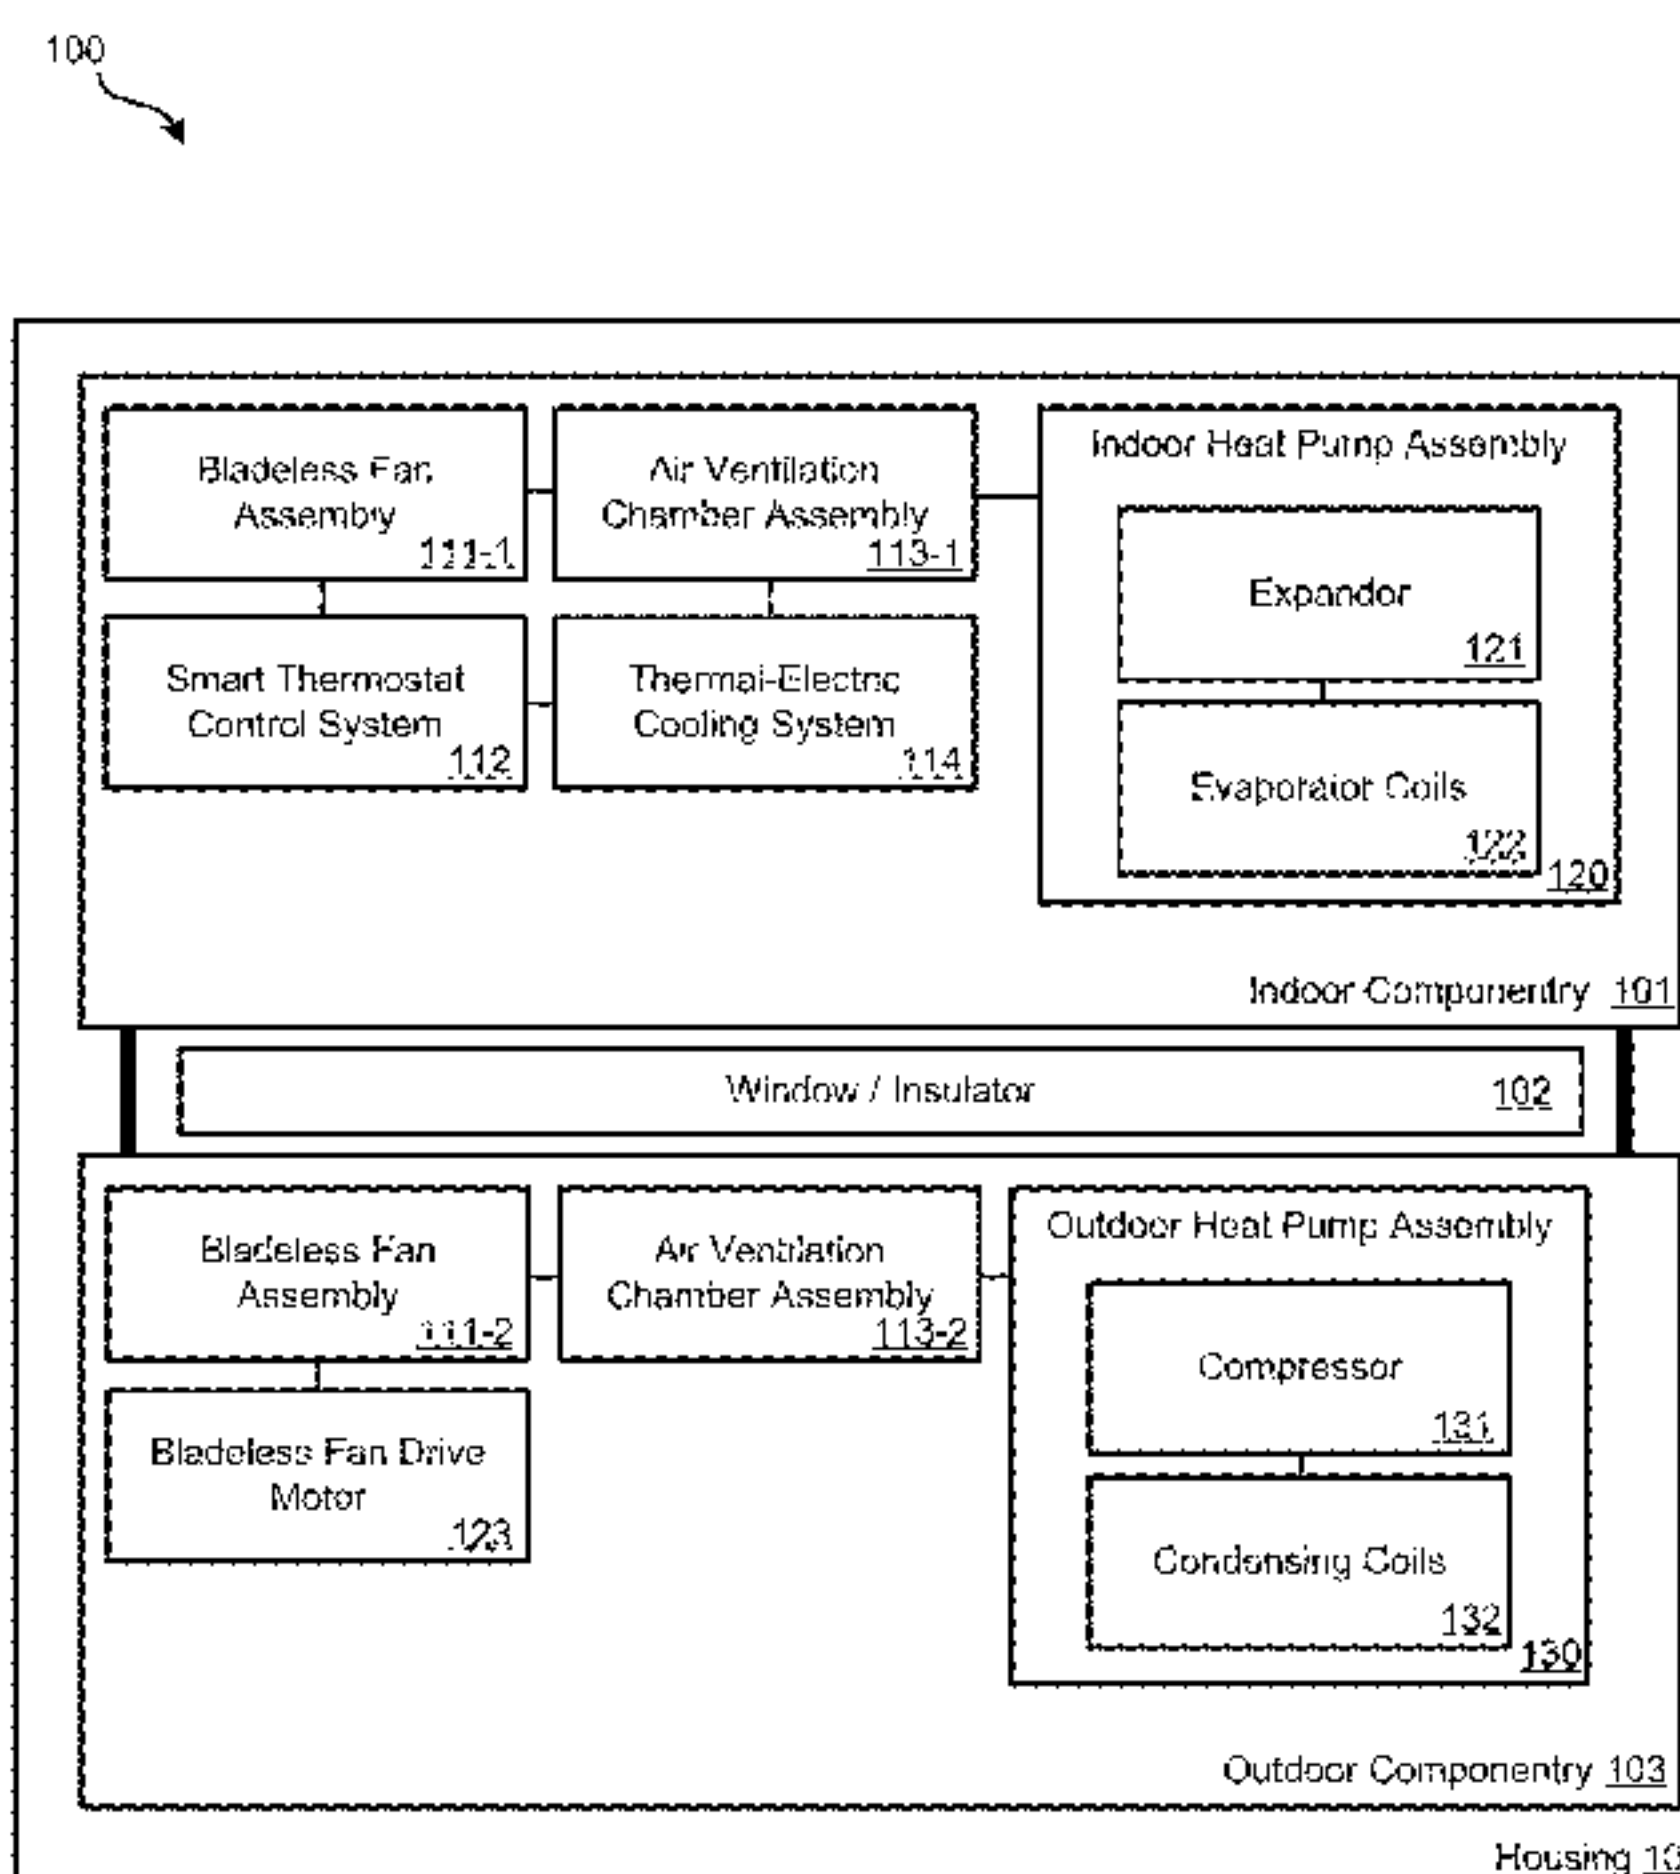 100
Bladeless Fan
Assembly
111-1
Air Ventilation
Chamber Assembly
113-1
Indoor Heat Pump Assembly
Expandor
121
Smart Thermostat
Control System
112
Thermal-Electric
Cooling System
114
Evaporator Coils
122
120
Indoor Componentry 101
Window / Insulator 102
Bladeless Fan
Assembly
111-2
Air Ventilation
Chamber Assembly
113-2
Outdoor Heat Pump Assembly
Compressor
131
Bladeless Fan Drive
Motor
123
Condensing Coils
132
130
Outdoor Componentry 103
Housing